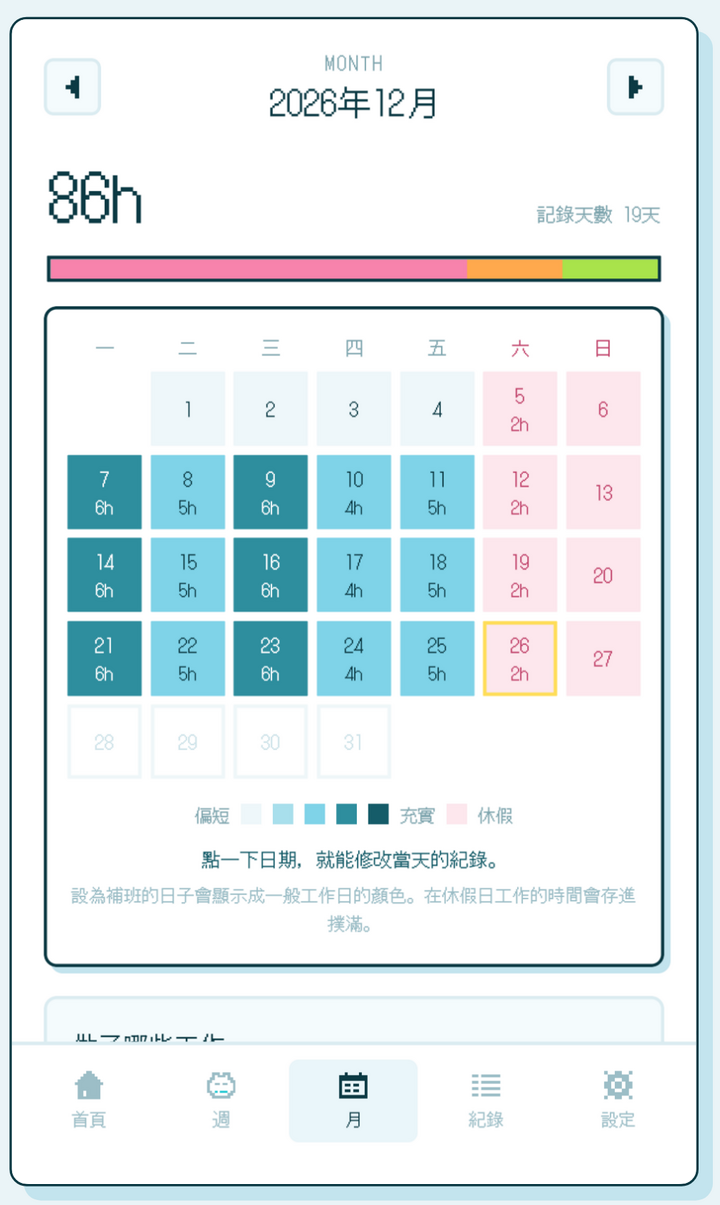 MONTH
2026年12月
86h
記錄天數 19天
一 二 三 四 五 六 日
1 2 3 4 5 6
2h
7 8 9 10 11 12 13
6h 5h 6h 4h 5h 2h
14 15 16 17 18 19 20
6h 5h 6h 4h 5h 2h
21 22 23 24 25 26 27
6h 5h 6h 4h 5h 2h
28 29 30 31
偏短 充實 休假
點一下日期，就能修改當天的紀錄。
設為補班的日子會顯示成一般工作日的顏色。在休假日工作的時間會存進
撲滿。
做了哪些工作
首頁 週 月 紀錄 設定